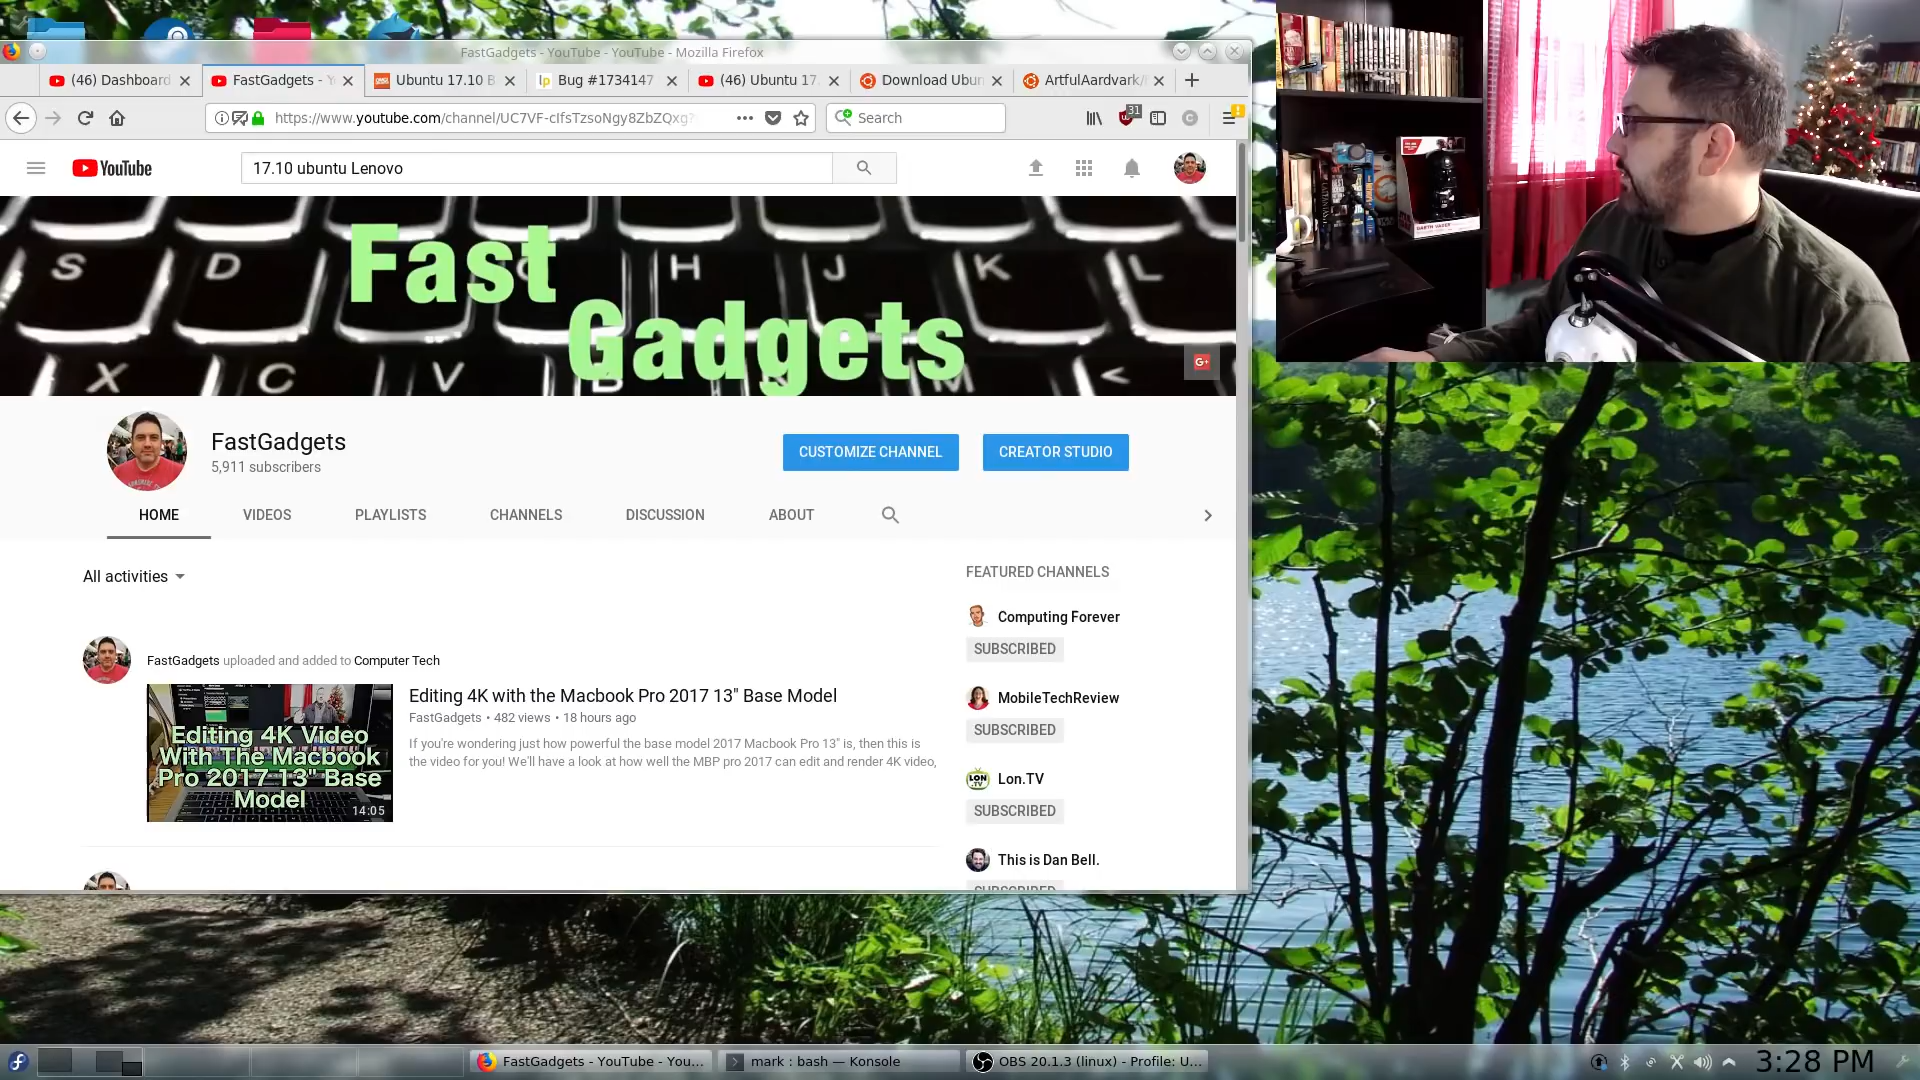 FastGadgets - YouTube - YouTube - Mozilla Firefox
(46) Dashboard
FastGadgets - Y
Ubuntu 17.10 B
Bug #1734147
(46) Ubuntu 17.
Download Ubun
ArtfulAardvark/
https://www.youtube.com/channel/UC7VF-cIfsTzsoNgy8ZbZQxg?
Search
31
YouTube
17.10 ubuntu Lenovo
S D H J K L
Fast
Gadgets
X C V B M <
G+
FastGadgets
5,911 subscribers
CUSTOMIZE CHANNEL
CREATOR STUDIO
HOME VIDEOS PLAYLISTS CHANNELS DISCUSSION ABOUT
All activities
FEATURED CHANNELS
Computing Forever
SUBSCRIBED
MobileTechReview
SUBSCRIBED
LON TV
Lon.TV
SUBSCRIBED
This is Dan Bell.
SUBSCRIBED
FastGadgets uploaded and added to Computer Tech
Editing 4K Video
With The Macbook
Pro 2017 13" Base
Model
14:05
Editing 4K with the Macbook Pro 2017 13" Base Model
FastGadgets • 482 views • 18 hours ago
If you're wondering just how powerful the base model 2017 Macbook Pro 13" is, then this is
the video for you! We'll have a look at how well the MBP pro 2017 can edit and render 4K video,
DARTH VADER
FastGadgets - YouTube - You...
mark : bash — Konsole
OBS 20.1.3 (linux) - Profile: U...
3:28 PM